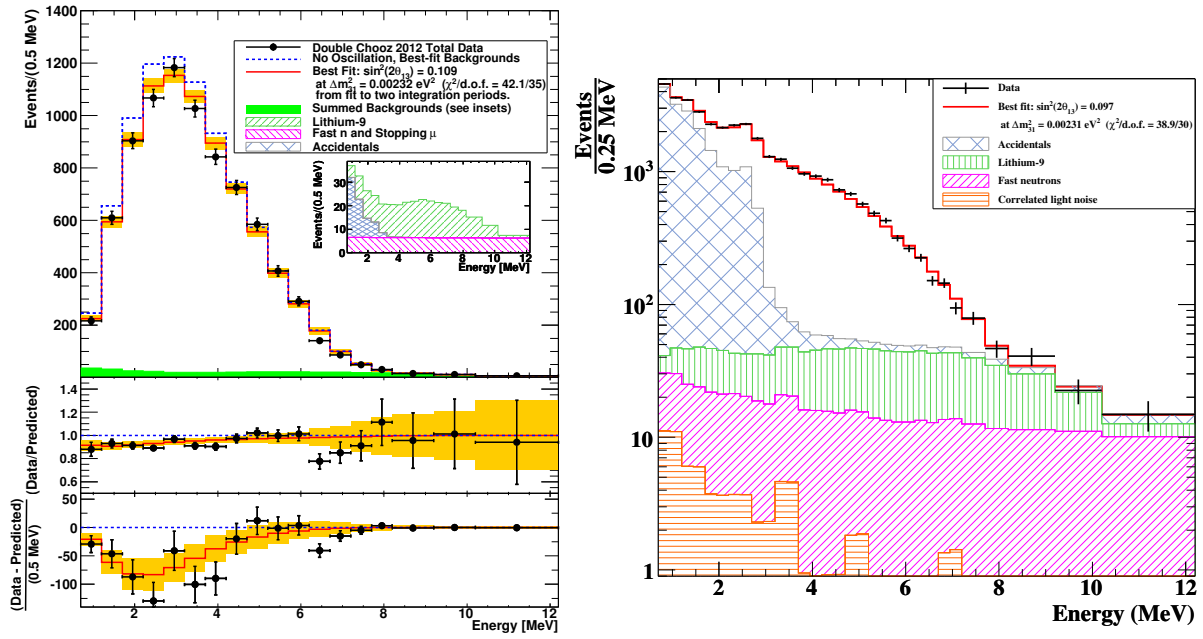 Events/(0.5 MeV)
1400
1200
1000
800
600
400
200
Double Chooz 2012 Total Data
No Oscillation, Best-fit Backgrounds
Best Fit: sin²(2θ₁₃) = 0.109
at Δm²₃₁ = 0.00232 eV² (χ²/d.o.f. = 42.1/35)
from fit to two integration periods.
Summed Backgrounds (see insets)
Lithium-9
Fast n and Stopping μ
Accidentals
Events/(0.5 MeV)
30
20
10
0
2 4 6 8 10 12
Energy [MeV]
(Data/Predicted)
1.4
1.2
1.0
0.8
0.6
(Data - Predicted)
(0.5 MeV)
50
0
-50
-100
2 4 6 8 10 12
Energy [MeV]
Events
0.25 MeV
10³
10²
10
1
Data
Best fit: sin²(2θ₁₃) = 0.097
at Δm²₃₁ = 0.00231 eV² (χ²/d.o.f. = 38.9/30)
Accidentals
Lithium-9
Fast neutrons
Correlated light noise
2 4 6 8 10 12
Energy (MeV)